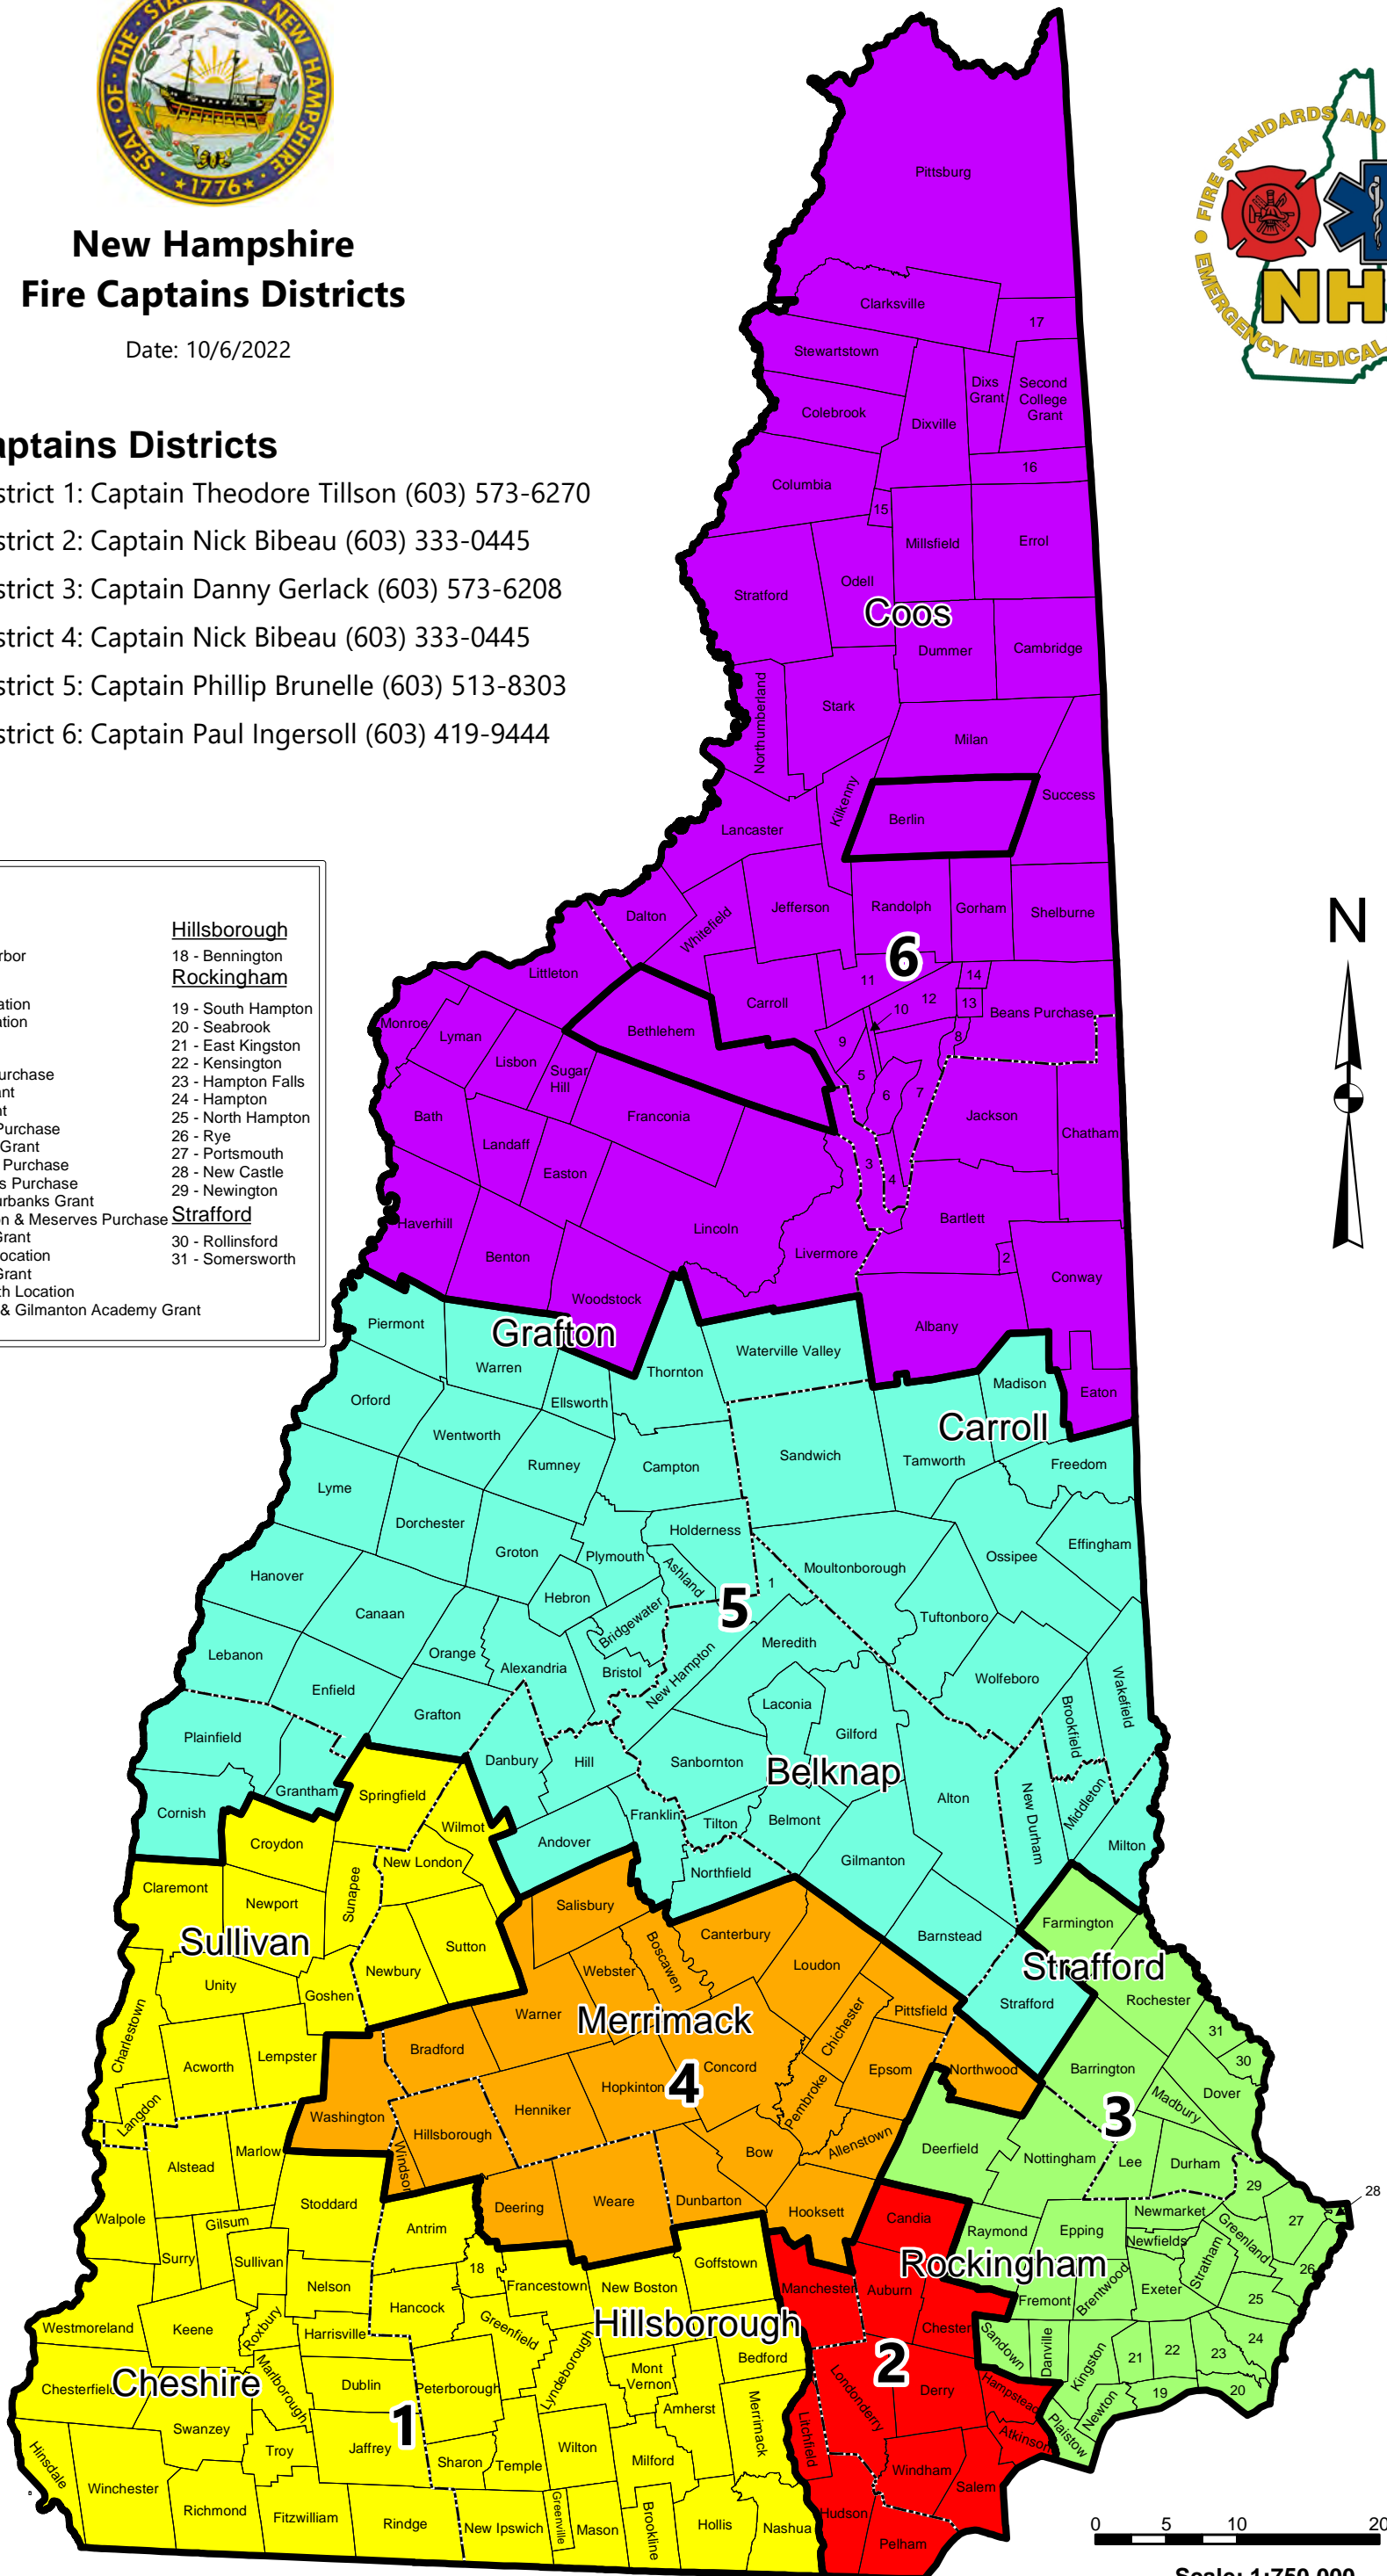 SEAL OF THE STATE OF NEW HAMPSHIRE
★ 1776 ★
New Hampshire
Fire Captains Districts
Date: 10/6/2022
FIRE STANDARDS AND
EMERGENCY MEDICAL
NH
aptains Districts
strict 1: Captain Theodore Tillson (603) 573-6270
strict 2: Captain Nick Bibeau (603) 333-0445
strict 3: Captain Danny Gerlack (603) 573-6208
strict 4: Captain Nick Bibeau (603) 333-0445
strict 5: Captain Phillip Brunelle (603) 513-8303
strict 6: Captain Paul Ingersoll (603) 419-9444
rbor
ation
ation
urchase
nt
nt
Purchase
Grant
Purchase
s Purchase
urbanks Grant
n & Meserves Purchase
Grant
ocation
Grant
th Location
& Gilmanton Academy Grant
Hillsborough
18 - Bennington
Rockingham
19 - South Hampton
20 - Seabrook
21 - East Kingston
22 - Kensington
23 - Hampton Falls
24 - Hampton
25 - North Hampton
26 - Rye
27 - Portsmouth
28 - New Castle
29 - Newington
Strafford
30 - Rollinsford
31 - Somersworth
Pittsburg
Clarksville
17
Stewartstown
Dixs
Grant
Second
College
Grant
Colebrook
Dixville
16
Columbia
15
Millsfield
Errol
Odell
Stratford
Coos
Dummer
Cambridge
Northumberland
Stark
Milan
Kilkenny
Success
Berlin
Lancaster
Dalton
Whitefield
Jefferson
Randolph
Gorham
Shelburne
6
Littleton
11
14
Carroll
12
13
10
Beans Purchase
Monroe
Lyman
Bethlehem
9
8
Lisbon
Sugar
Hill
5
6
7
Bath
Franconia
Jackson
Chatham
Landaff
Easton
3
4
Haverhill
Lincoln
Bartlett
Benton
Livermore
2
Conway
Woodstock
Albany
Piermont
Grafton
Waterville Valley
Warren
Thornton
Madison
Eaton
Orford
Ellsworth
Carroll
Wentworth
Sandwich
Tamworth
Freedom
Rumney
Campton
Lyme
Dorchester
Holderness
Effingham
Groton
Plymouth
Ashland
Moultonborough
Ossipee
Hanover
1
Hebron
5
Canaan
Bridgewater
Tuftonboro
Lebanon
Orange
Alexandria
Bristol
New Hampton
Meredith
Wolfeboro
Enfield
Laconia
Brookfield
Wakefield
Grafton
Gilford
Plainfield
Danbury
Hill
Sanbornton
Belknap
Grantham
Springfield
Alton
New Durham
Middleton
Cornish
Wilmot
Franklin
Tilton
Belmont
Croydon
Andover
Milton
New London
Northfield
Gilmanton
Claremont
Newport
Sunapee
Salisbury
Farmington
Sullivan
Sutton
Boscawen
Canterbury
Barnstead
Unity
Newbury
Webster
Loudon
Strafford
Goshen
Warner
Merrimack
Pittsfield
Strafford
Rochester
Charlestown
Chichester
31
Acworth
Lempster
Bradford
Concord
Epsom
Northwood
Barrington
30
Hopkinton
4
Dover
Langdon
Washington
Henniker
Pembroke
Madbury
3
Hillsborough
Windsor
Bow
Allenstown
Deerfield
Nottingham
Lee
Durham
Alstead
Marlow
29
28
Stoddard
Deering
Weare
Dunbarton
Hooksett
Newmarket
27
Walpole
Gilsum
Antrim
Candia
Raymond
Epping
Newfields
Greenland
Surry
Sullivan
18
Goffstown
Rockingham
Stratham
26
Nelson
Francestown
New Boston
Manchester
Auburn
Fremont
Brentwood
Exeter
25
Hancock
Greenfield
Hillsborough
Chester
Westmoreland
Keene
Roxbury
Harrisville
Sandown
Danville
Kingston
24
Lyndeborough
Bedford
2
21
22
23
Chesterfield
Cheshire
Marlborough
Dublin
Peterborough
Mont
Vernon
Londonderry
Derry
Hampstead
19
20
Swanzey
1
Amherst
Merrimack
Litchfield
Newton
Plaistow
Troy
Jaffrey
Atkinson
Hinsdale
Sharon
Temple
Wilton
Milford
Windham
Winchester
Salem
Richmond
Fitzwilliam
Rindge
New Ipswich
Greenville
Mason
Brookline
Hollis
Nashua
Hudson
Pelham
N
0 5 10 20
Scale: 1:750,000